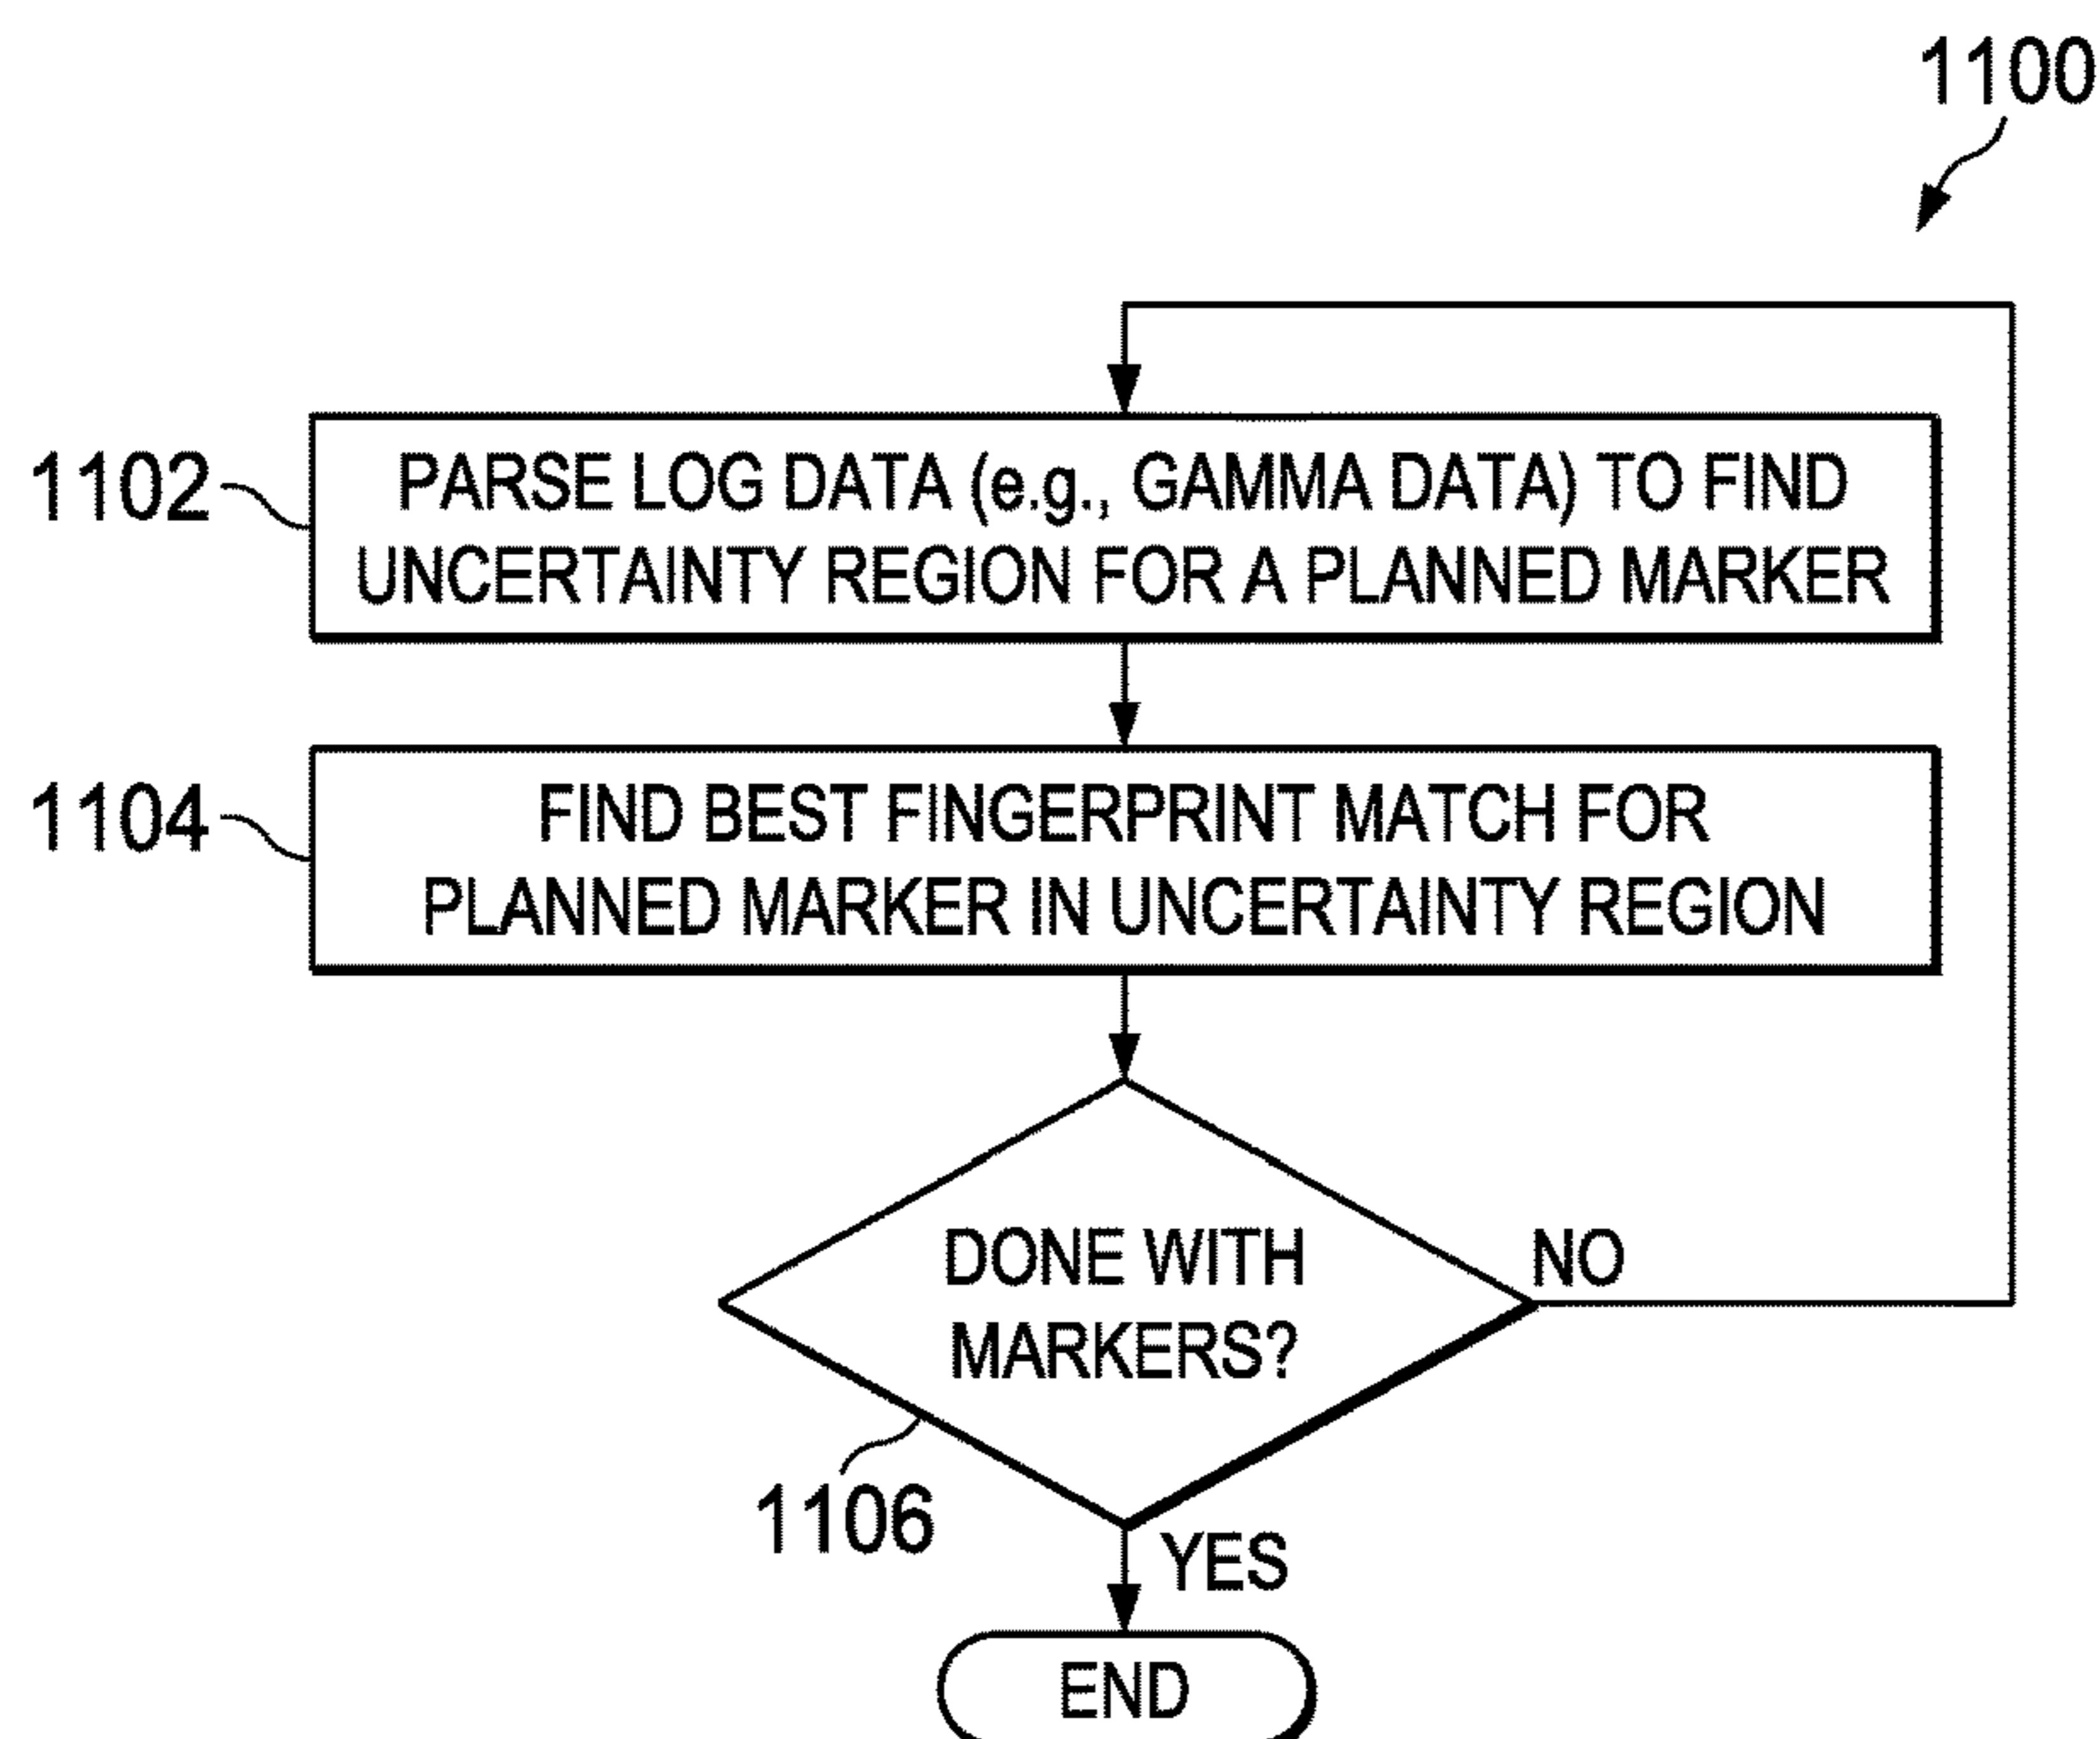 1100
1102
PARSE LOG DATA (e.g., GAMMA DATA) TO FIND
UNCERTAINTY REGION FOR A PLANNED MARKER
1104
FIND BEST FINGERPRINT MATCH FOR
PLANNED MARKER IN UNCERTAINTY REGION
DONE WITH
MARKERS?
NO
1106
YES
END